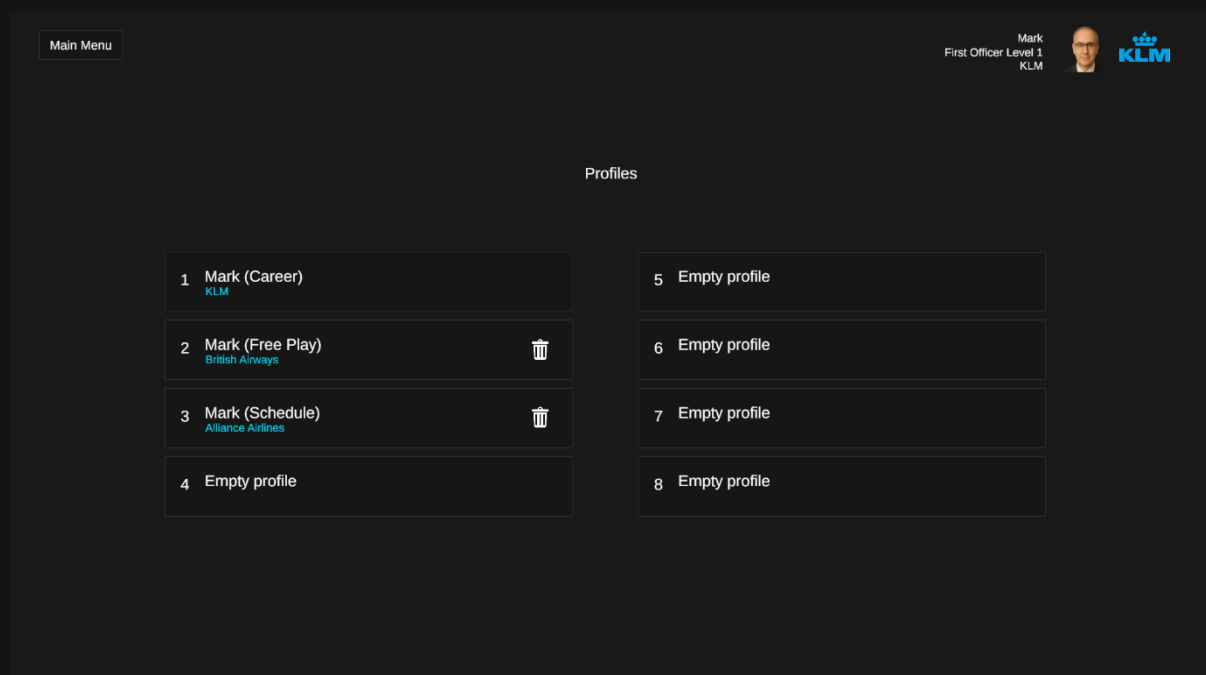 Main Menu
Mark
First Officer Level 1
KLM
KLM
Profiles
1 Mark (Career)
KLM
2 Mark (Free Play)
British Airways
3 Mark (Schedule)
Alliance Airlines
4 Empty profile
5 Empty profile
6 Empty profile
7 Empty profile
8 Empty profile